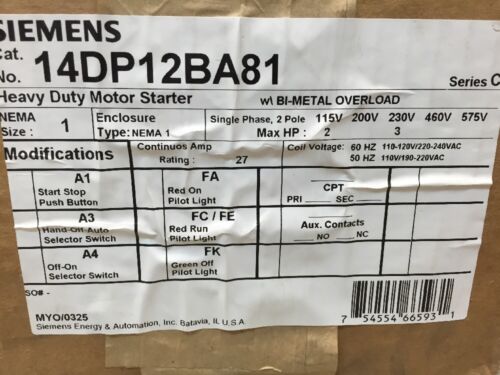 SIEMENS
Cat.
No. 14DP12BA81
Series C
Heavy Duty Motor Starter w\ BI-METAL OVERLOAD
NEMA Size : 1
Enclosure Type: NEMA 1
Single Phase, 2 Pole 115V 200V 230V 460V 575V
Max HP : 2 3
Modifications
Continuos Amp Rating : 27
Coil Voltage: 60 HZ 110-120V/220-240VAC
50 HZ 110V/190-220VAC
A1
Start Stop
Push Button
FA
Red On
Pilot Light
CPT
PRI SEC
A3
Hand-Off-Auto
Selector Switch
FC / FE
Red Run
Pilot Light
Aux. Contacts
NO NC
A4
Off-On
Selector Switch
FK
Green Off
Pilot Light
SO# -
MYO/0325
Siemens Energy & Automation, Inc. Batavia, IL U.S.A.
7 54554 66593 1